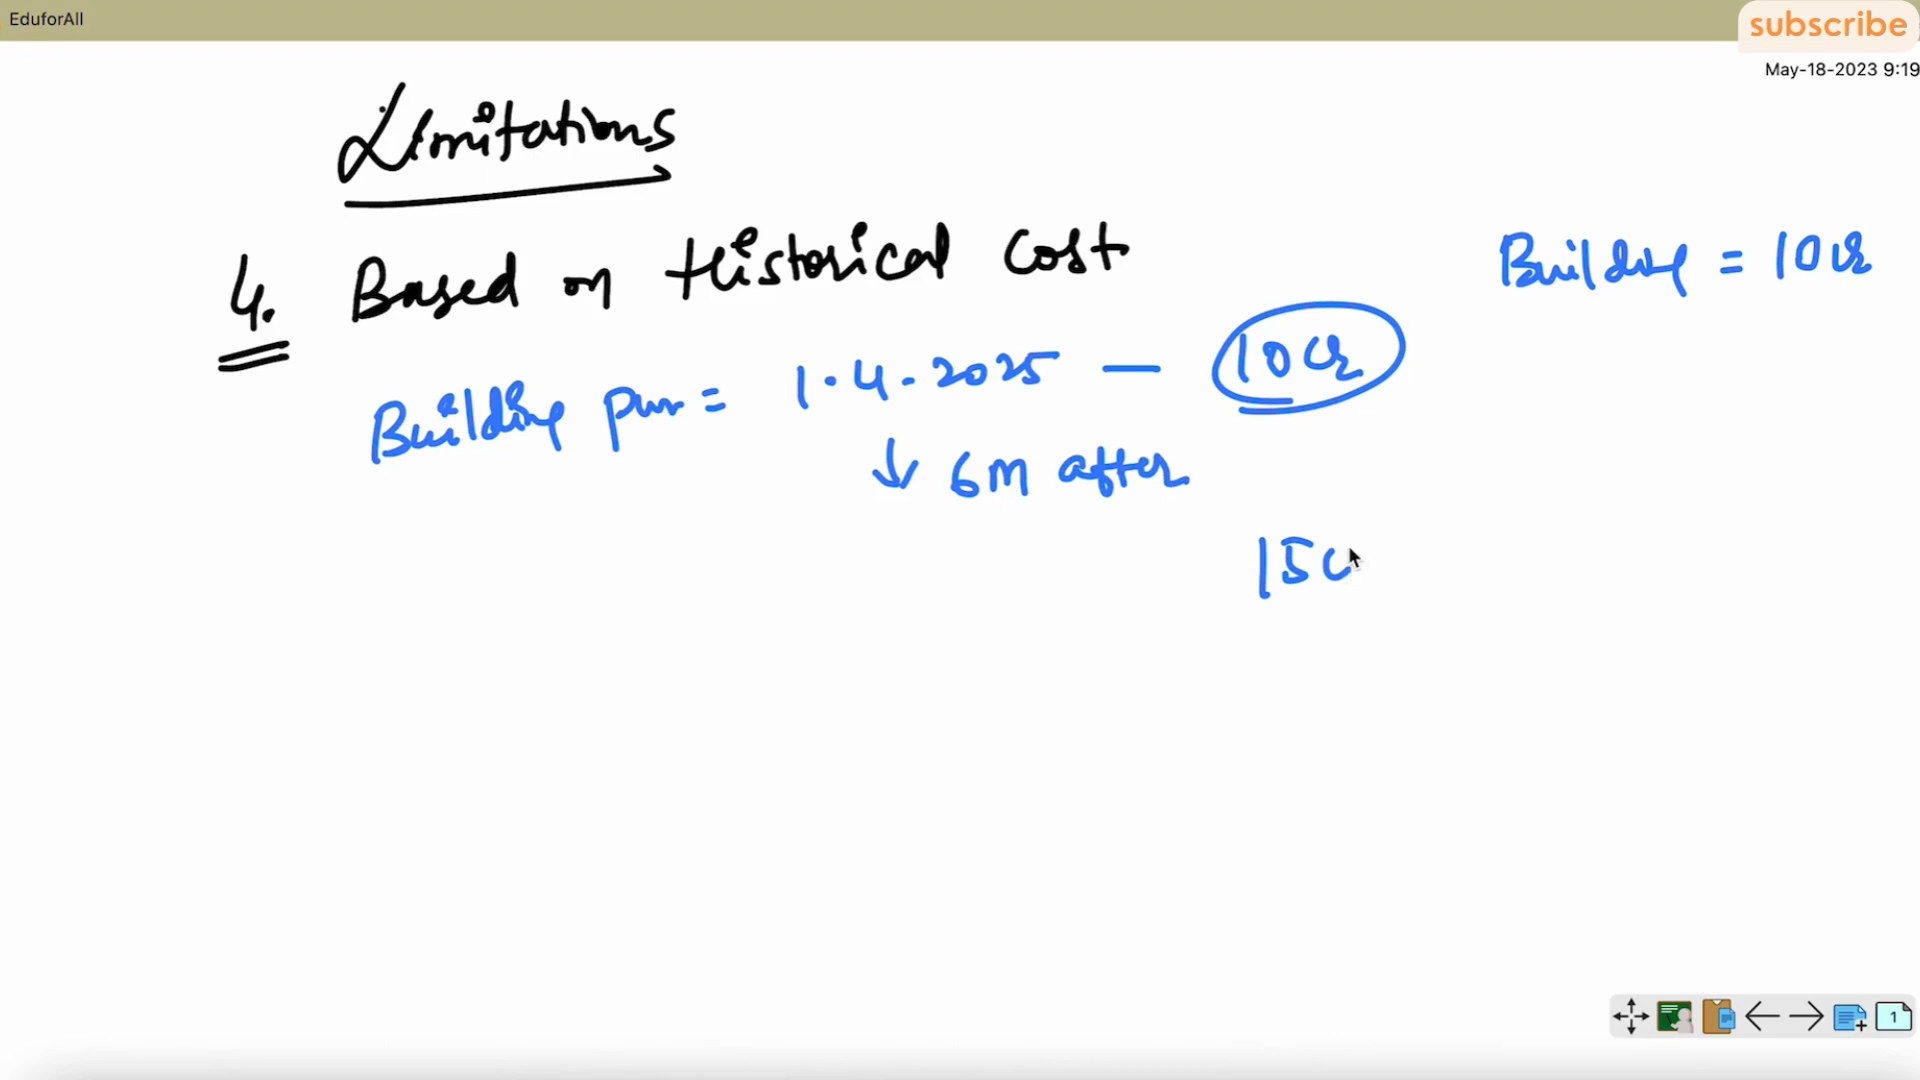 EduforAll
subscribe
May-18-2023 9:19
Limitations
4. Based on Historical Cost
Building = 10 Cr
Building pur = 1.4.2025 — 10 Cr
↓ 6M after
15 C
1